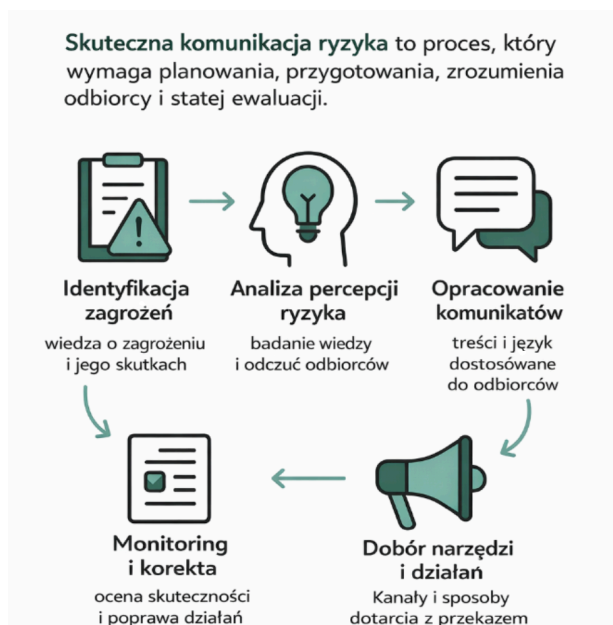 Skuteczna komunikacja ryzyka to proces, który
wymaga planowania, przygotowania, zrozumienia
odbiorcy i statej ewaluacji.
Identyfikacja
zagrożeń
wiedza o zagrożeniu
i jego skutkach
Analiza percepcji
ryzyka
badanie wiedzy
i odczuć odbiorców
Opracowanie
komunikatów
treści i język
dostosówane
do odbiorców
Dobór narzędzi
i działań
Kanały i sposoby
dotarcia z przekazem
Monitoring
i korekta
ocena skuteczności
i poprawa działań